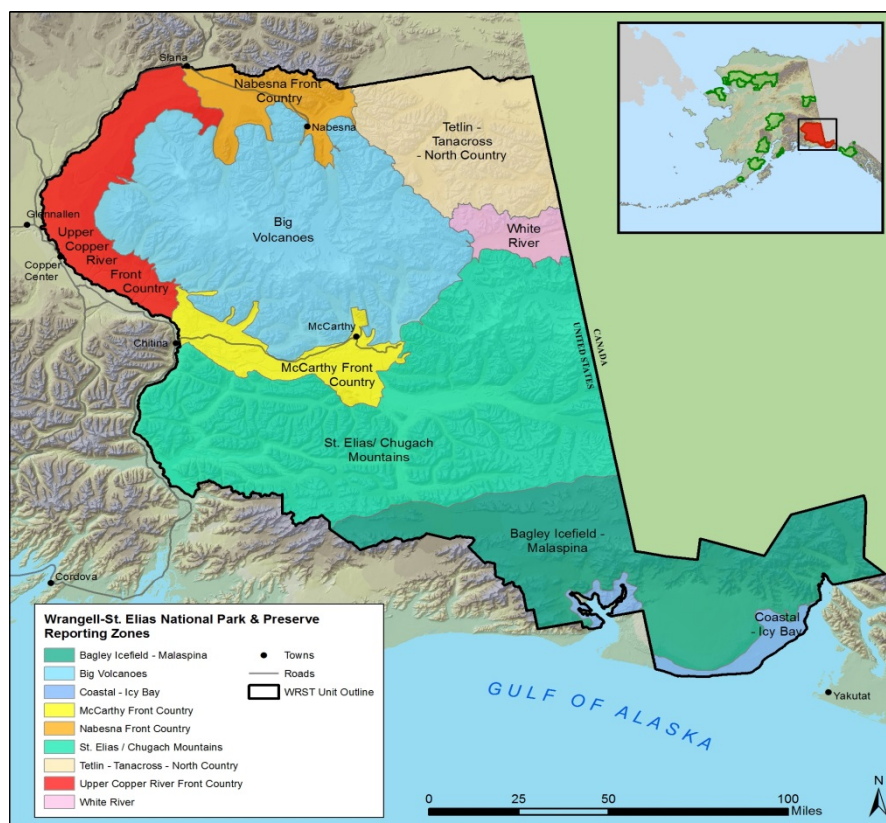 Slana
Nabesna Front
Country
Nabesna
Tetlin -
Tanacross
- North Country
Glennallen
Upper
Copper
River
Front
Country
Copper
Center
Big
Volcanoes
White
River
McCarthy
Chitina
McCarthy Front
Country
CANADA
UNITED STATES
St. Elias/ Chugach
Mountains
Bagley Icefield -
Malaspina
Cordova
Coastal
- Icy Bay
Yakutat
GULF OF ALASKA
Wrangell-St. Elias National Park & Preserve
Reporting Zones
Bagley Icefield - Malaspina
Big Volcanoes
Coastal - Icy Bay
McCarthy Front Country
Nabesna Front Country
St. Elias / Chugach Mountains
Tetlin - Tanacross - North Country
Upper Copper River Front Country
White River
Towns
Roads
WRST Unit Outline
N
0 25 50 100
Miles